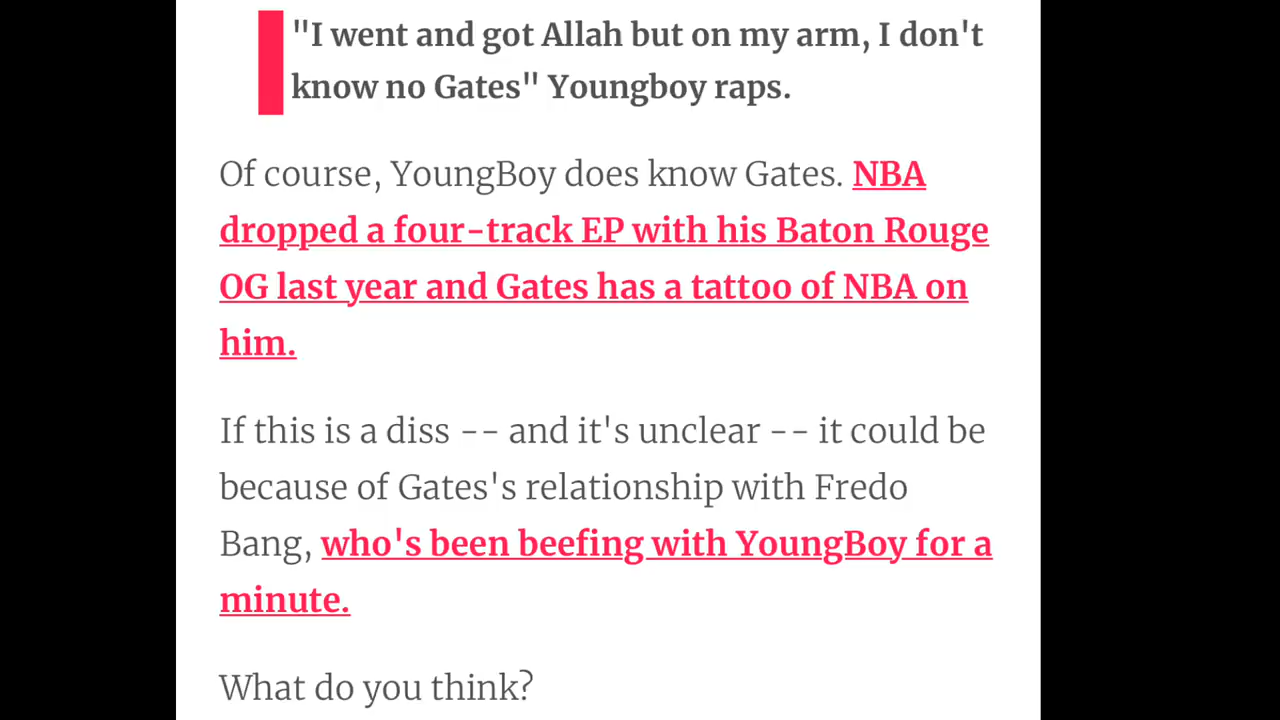 "I went and got Allah but on my arm, I don't
know no Gates" Youngboy raps.
Of course, YoungBoy does know Gates. NBA
dropped a four-track EP with his Baton Rouge
OG last year and Gates has a tattoo of NBA on
him.
If this is a diss -- and it's unclear -- it could be
because of Gates's relationship with Fredo
Bang, who's been beefing with YoungBoy for a
minute.
What do you think?